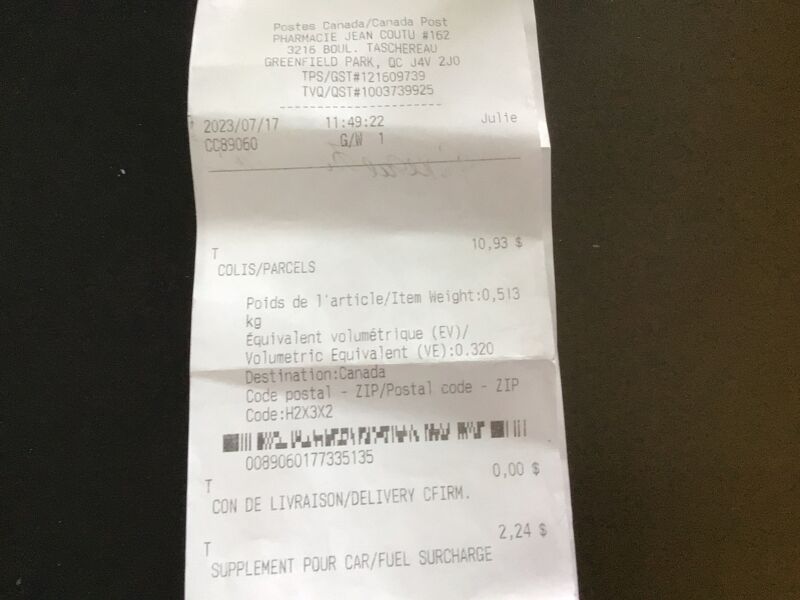 Postes Canada/Canada Post
PHARMACIE JEAN COUTU #162
3216 BOUL. TASCHEREAU
GREENFIELD PARK, QC J4V 2J0
TPS/GST#121609739
TVQ/QST#1003739925
--------------------
2023/07/17 11:49:22 Julie
CC89060 G/W 1
T 10,93 $
COLIS/PARCELS
Poids de l'article/Item Weight:0,513
kg
Équivalent volumétrique (EV)/
Volumetric Equivalent (VE):0.320
Destination:Canada
Code postal - ZIP/Postal code - ZIP
Code:H2X3X2
0089060177335135
T 0,00 $
CON DE LIVRAISON/DELIVERY CFIRM.
T 2,24 $
SUPPLEMENT POUR CAR/FUEL SURCHARGE